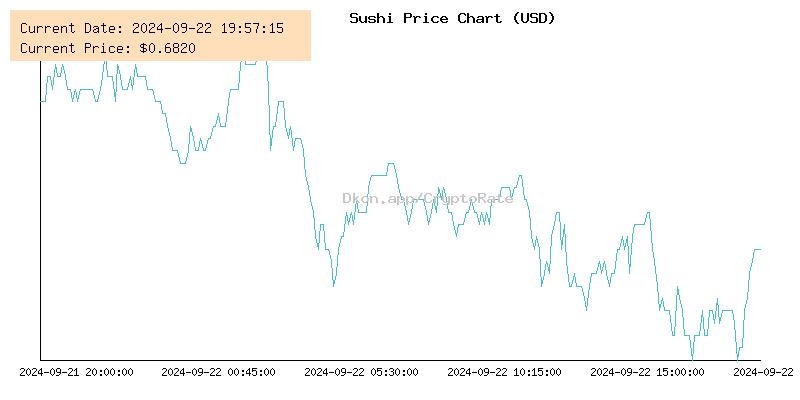 Sushi Price Chart (USD)
Current Date: 2024-09-22 19:57:15
Current Price: $0.6820
Dkon.app/CryptoRate
2024-09-21 20:00:00
2024-09-22 00:45:00
2024-09-22 05:30:00
2024-09-22 10:15:00
2024-09-22 15:00:00
2024-09-22